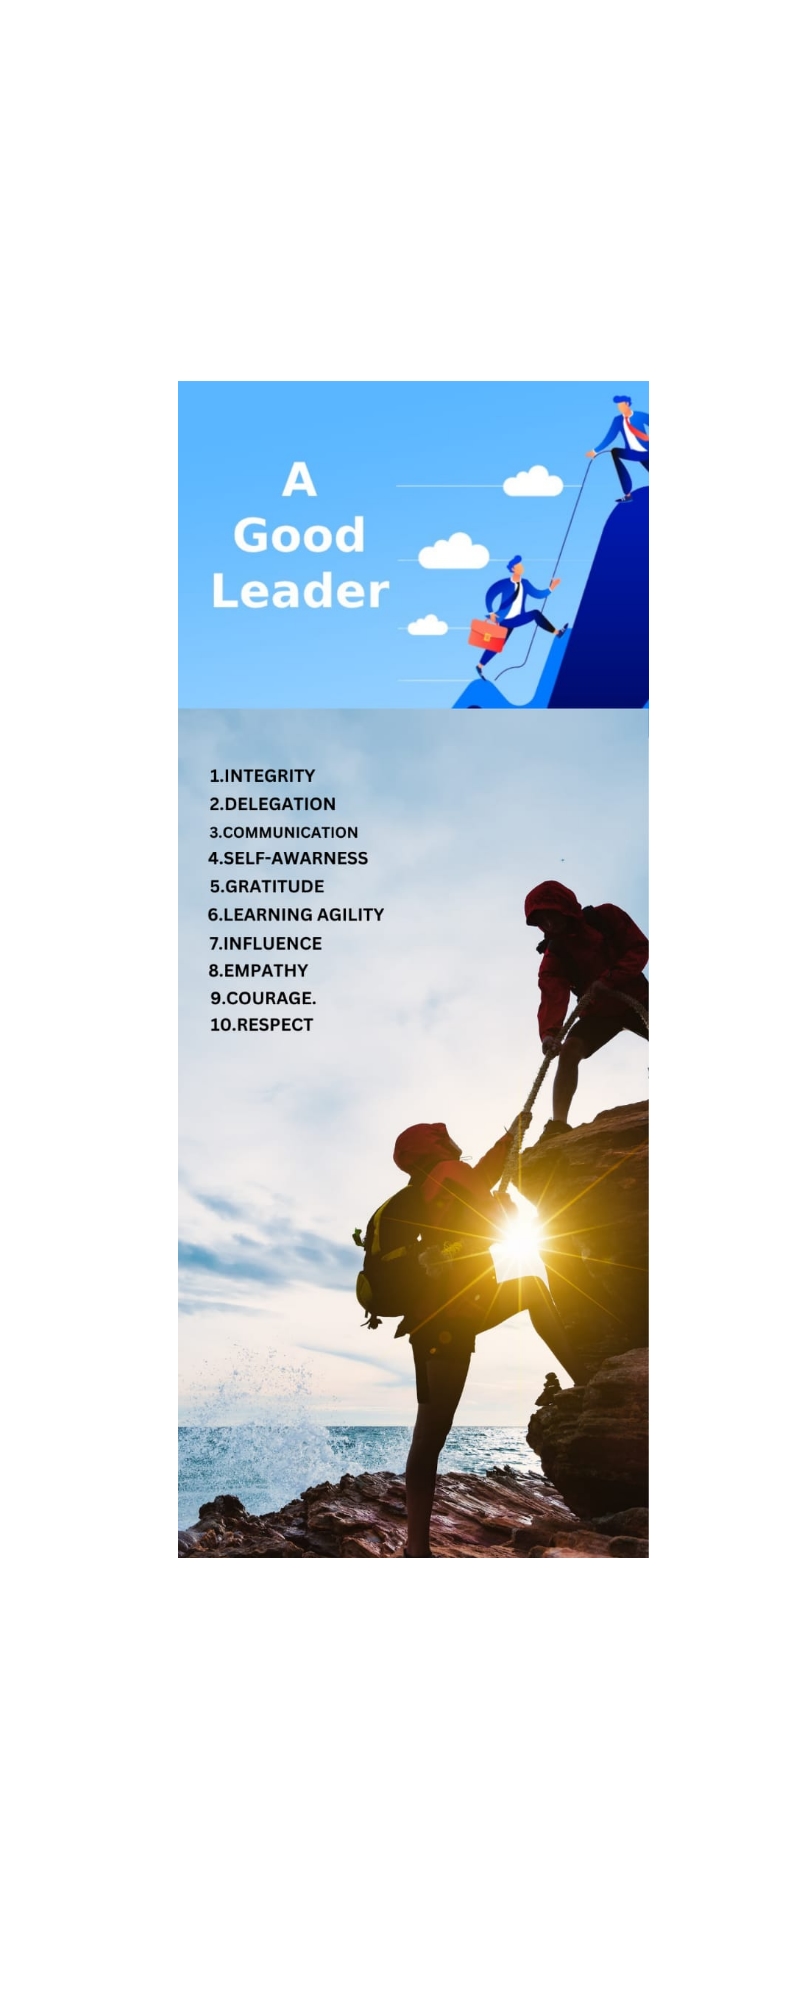 A
Good
Leader
1.INTEGRITY
2.DELEGATION
3.COMMUNICATION
4.SELF-AWARNESS
5.GRATITUDE
6.LEARNING AGILITY
7.INFLUENCE
8.EMPATHY
9.COURAGE.
10.RESPECT